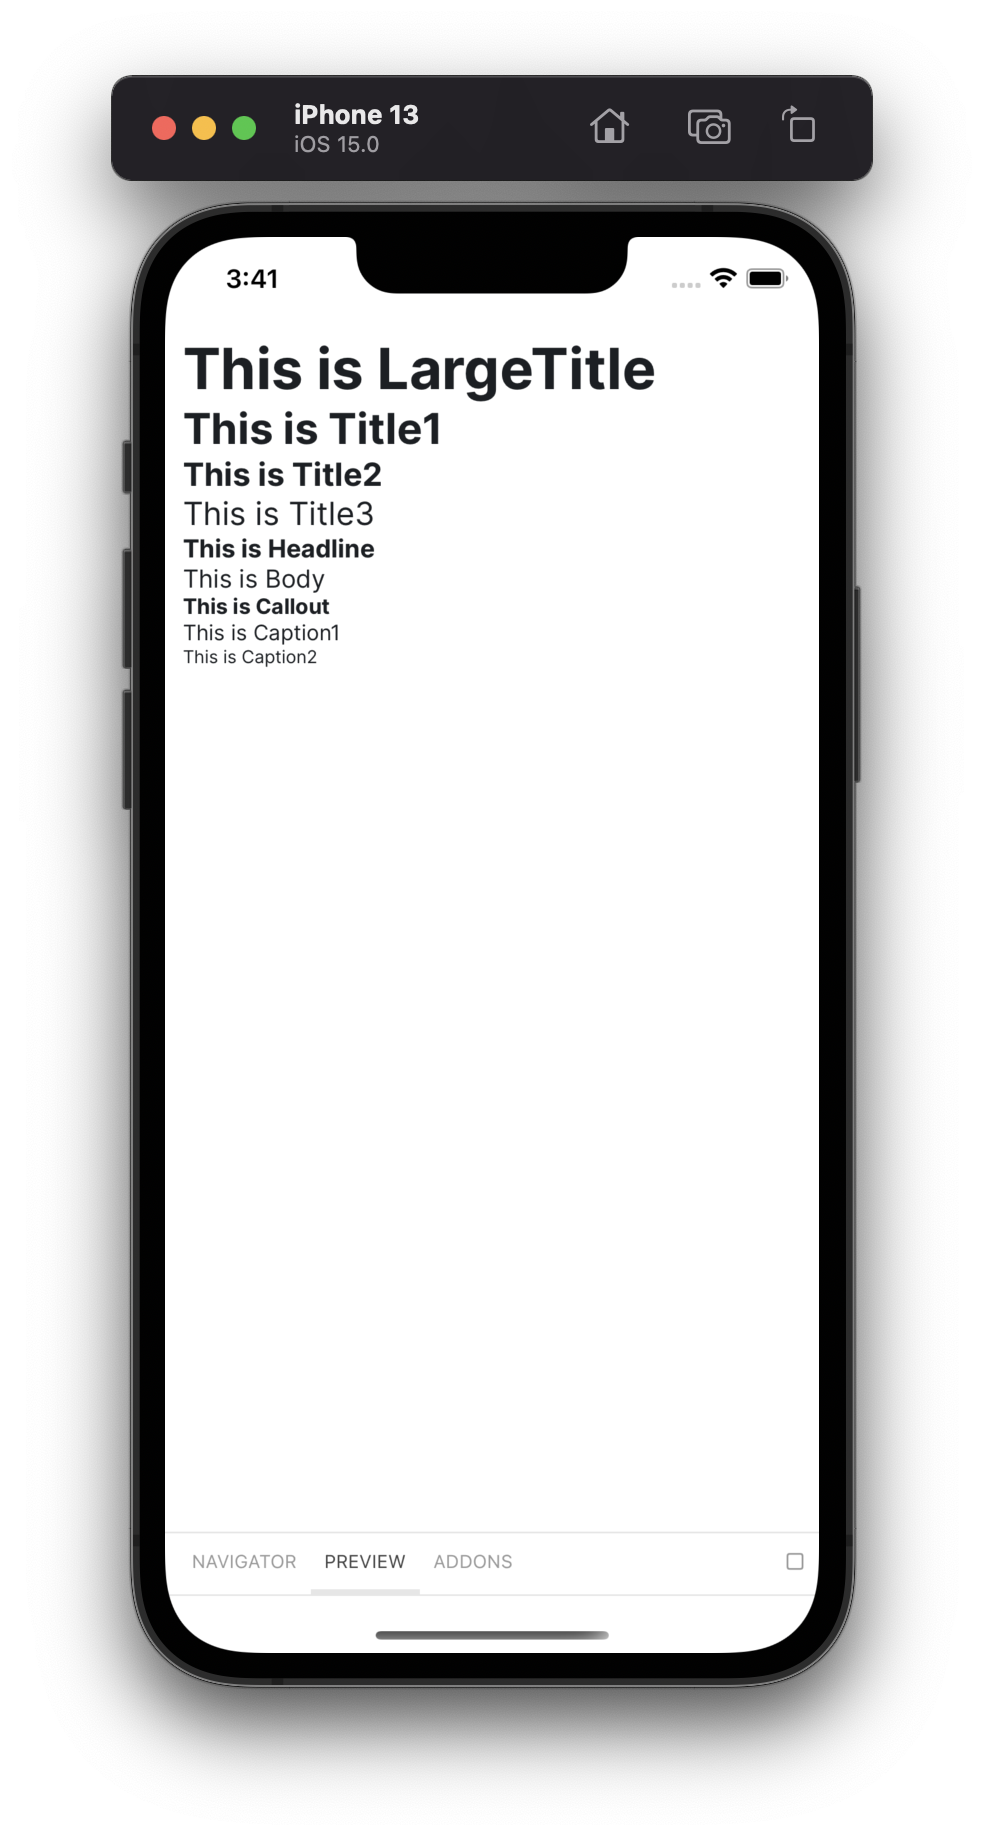 iPhone 13
iOS 15.0
3:41
This is LargeTitle
This is Title1
This is Title2
This is Title3
This is Headline
This is Body
This is Callout
This is Caption1
This is Caption2
NAVIGATOR PREVIEW ADDONS